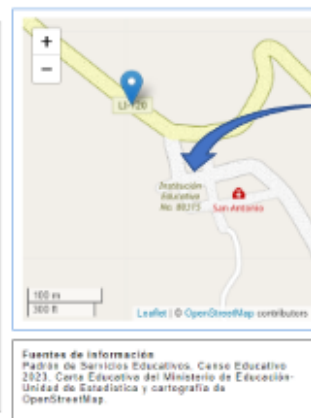 +
−
LI-120
Institución
Educativa
No. 80375
San Antonio
100 m
300 ft
Leaflet | © OpenStreetMap contributors
Fuentes de información
Padrón de Servicios Educativos. Censo Educativo
2023. Carta Educativa del Ministerio de Educación-
Unidad de Estadística y cartografía de
OpenStreetMap.